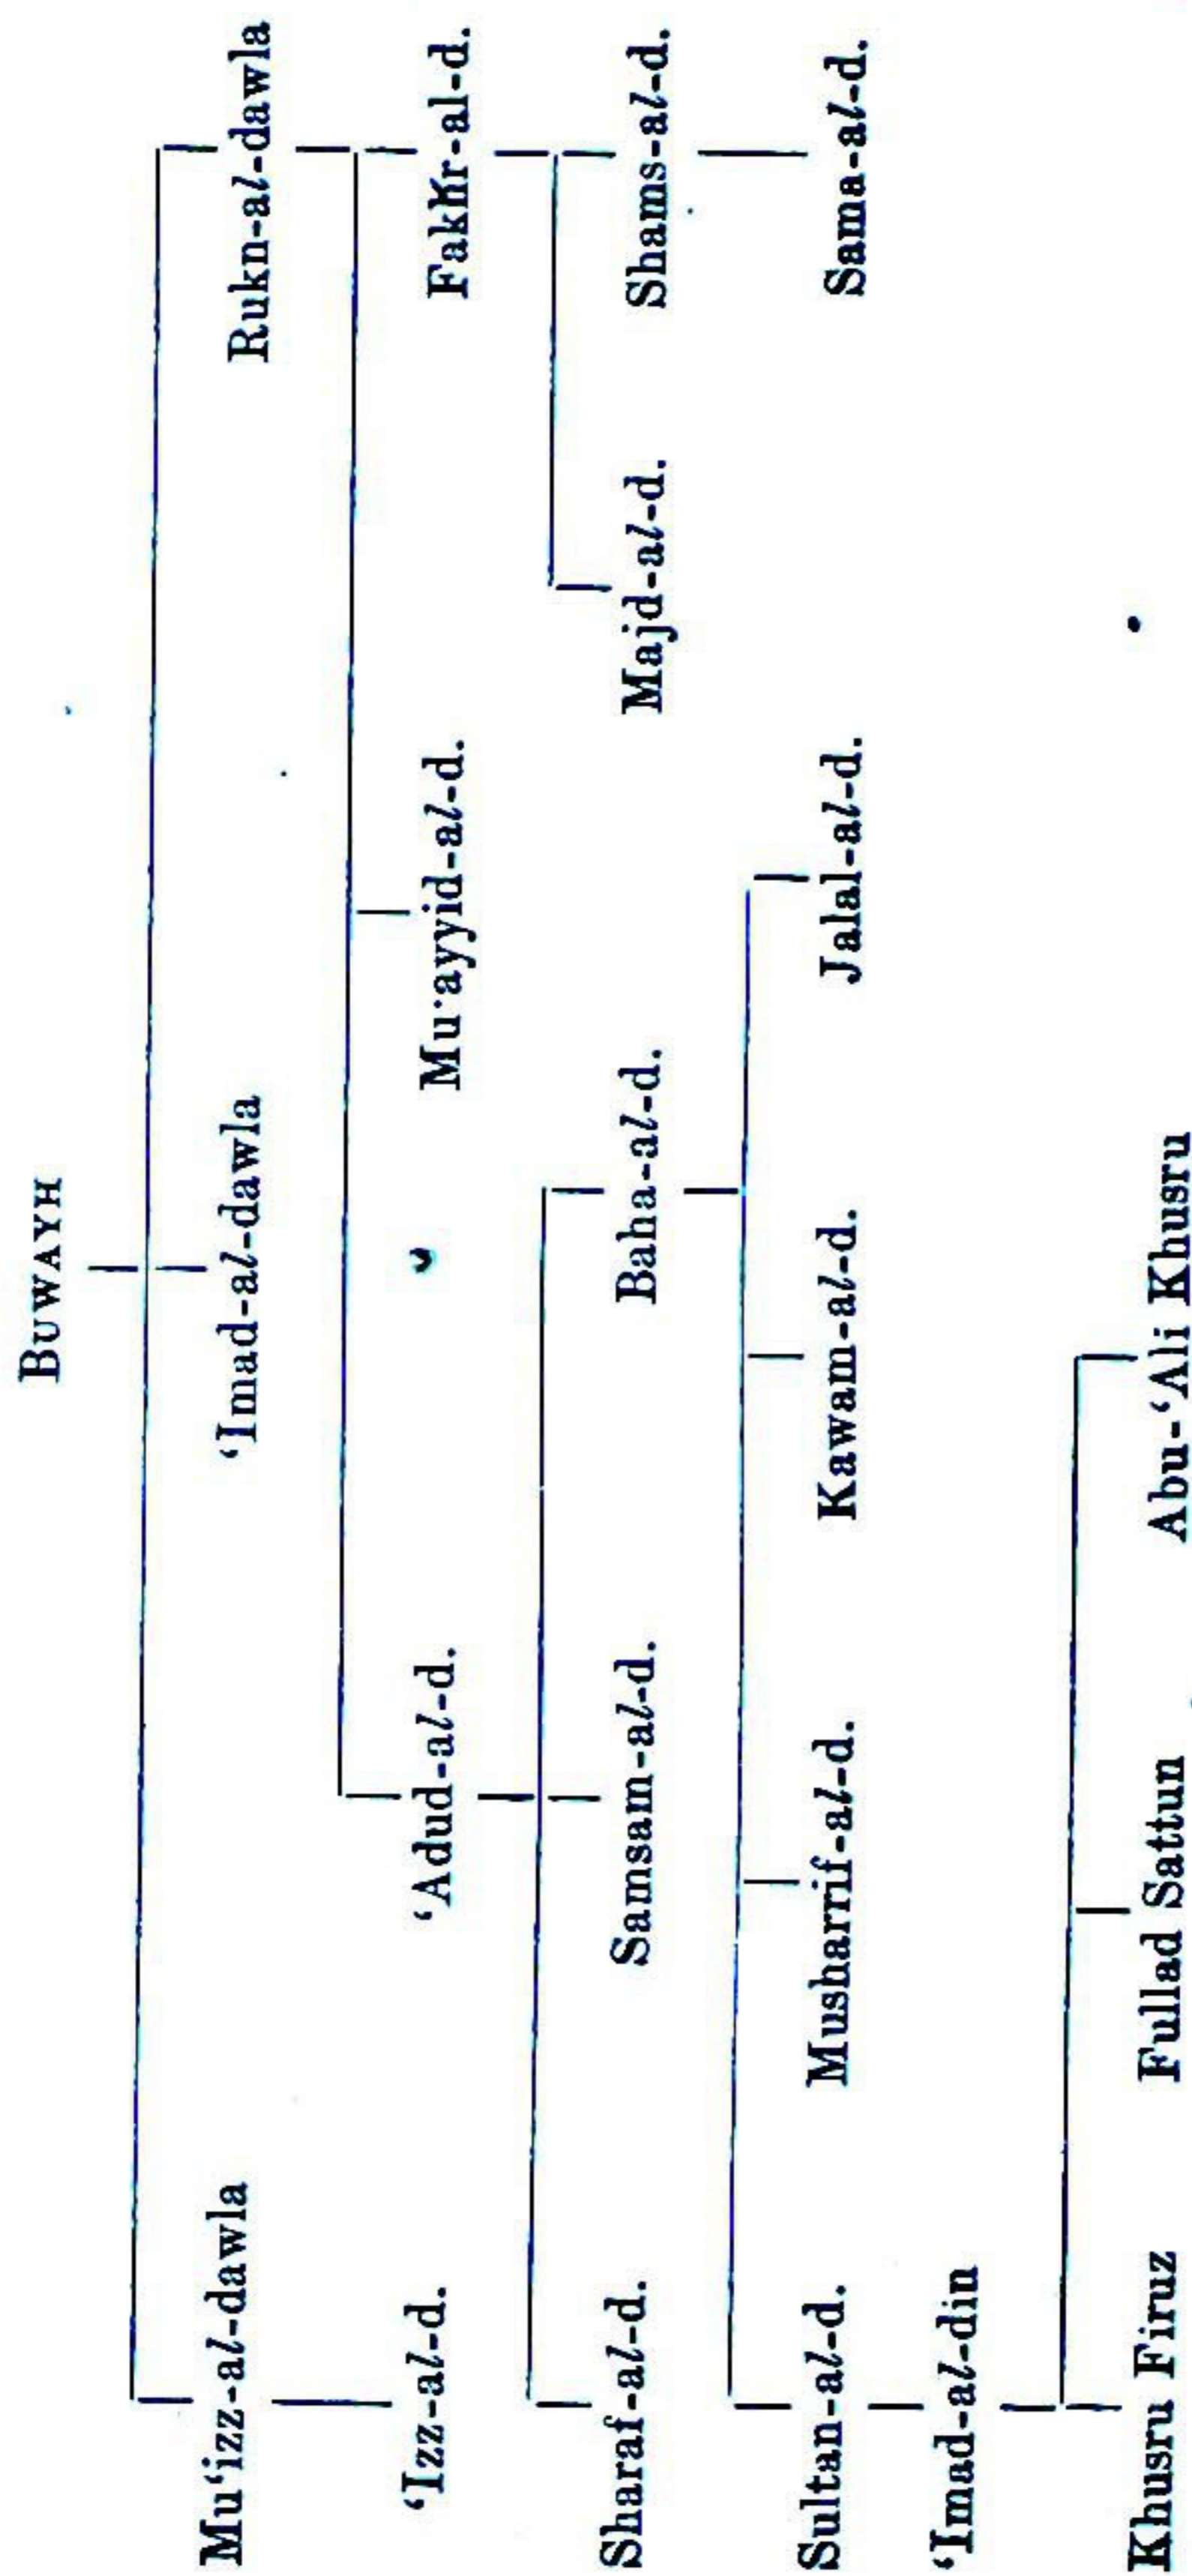 BUWAYH
Mu‘izz-al-dawla ‘Imad-al-dawla Rukn-al-dawla
‘Izz-al-d. ‘Adud-al-d. Mu'ayyid-al-d. Fakhr-al-d.
Sharaf-al-d. Samsam-al-d. Baha-al-d. Majd-al-d. Shams-al-d.
Sultan-al-d. Musharrif-al-d. Kawam-al-d. Jalal-al-d. Sama-al-d.
‘Imad-al-din
Khusru Firuz Fullad Sattun Abu-‘Ali Khusru